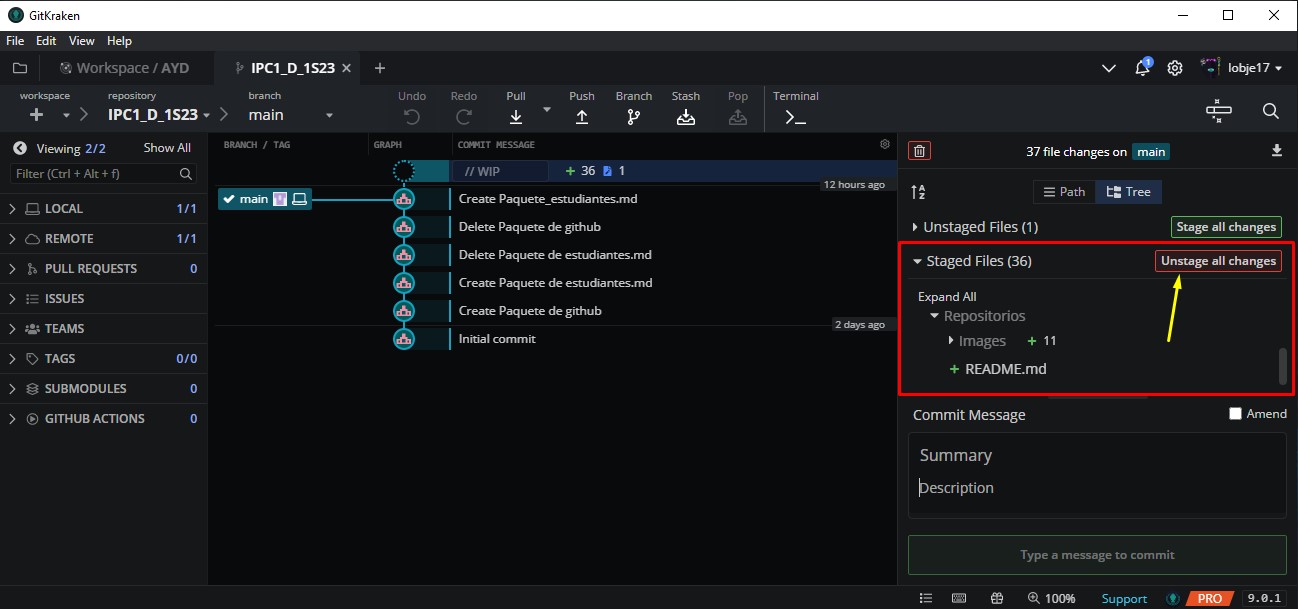 GitKraken
File Edit View Help
Workspace / AYD
IPC1_D_1S23
1
lobje17
workspace
repository
IPC1_D_1S23
branch
main
Undo
Redo
Pull
Push
Branch
Stash
Pop
Terminal
Viewing 2/2
Show All
Filter (Ctrl + Alt + f)
LOCAL 1/1
REMOTE 1/1
PULL REQUESTS 0
ISSUES
TEAMS
TAGS 0/0
SUBMODULES 0
GITHUB ACTIONS 0
BRANCH / TAG
GRAPH
COMMIT MESSAGE
// WIP
+ 36 1
12 hours ago
main
Create Paquete_estudiantes.md
Delete Paquete de github
Delete Paquete de estudiantes.md
Create Paquete de estudiantes.md
Create Paquete de github
2 days ago
Initial commit
37 file changes on main
Path
Tree
Unstaged Files (1)
Stage all changes
Staged Files (36)
Unstage all changes
Expand All
Repositorios
Images + 11
+ README.md
Commit Message
Amend
Summary
Description
Type a message to commit
100%
Support
PRO
9.0.1